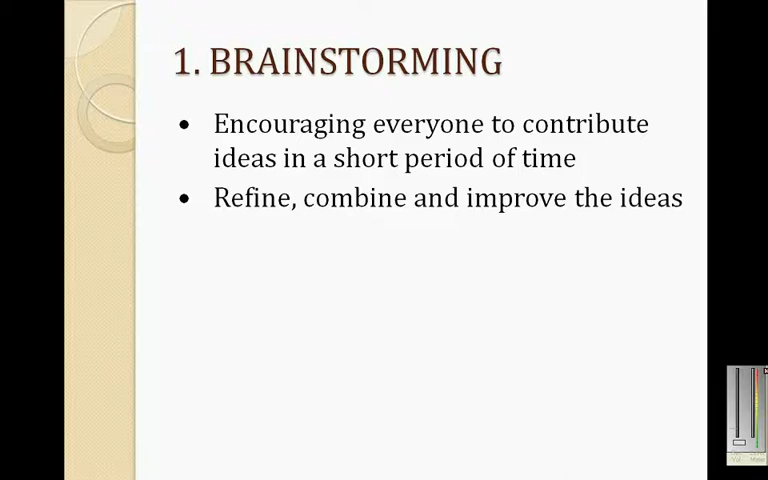 1. BRAINSTORMING
• Encouraging everyone to contribute
ideas in a short period of time
• Refine, combine and improve the ideas